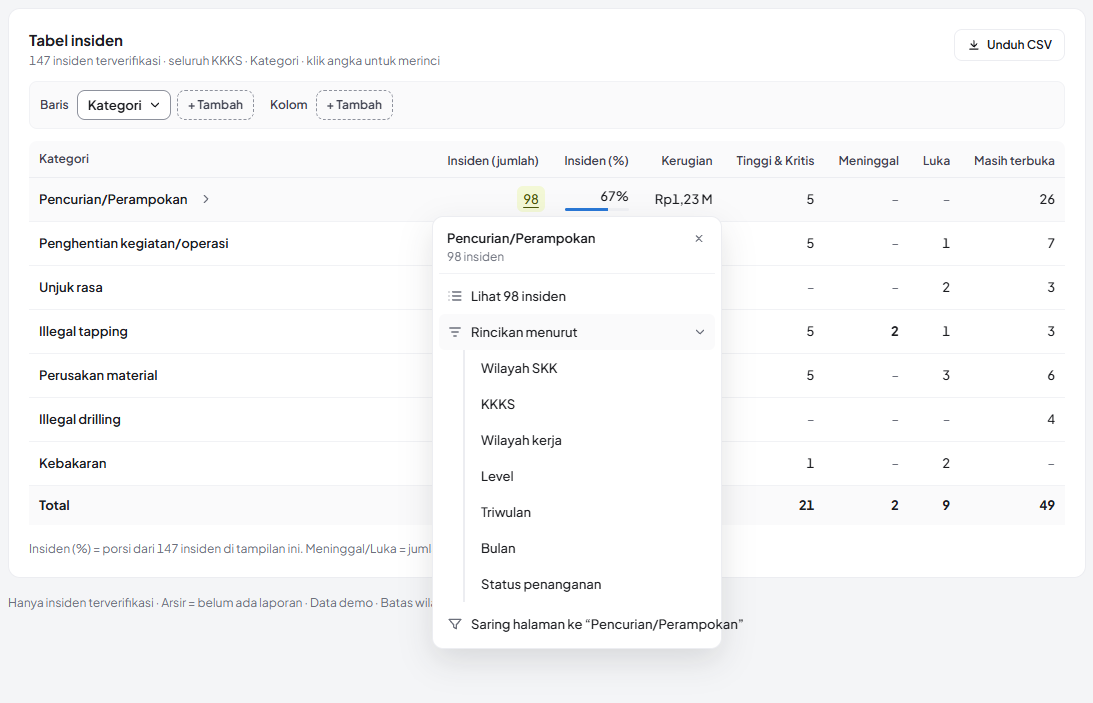 Tabel insiden
Unduh CSV
147 insiden terverifikasi · seluruh KKKS · Kategori · klik angka untuk merinci
Baris Kategori + Tambah Kolom + Tambah
Kategori Insiden (jumlah) Insiden (%) Kerugian Tinggi & Kritis Meninggal Luka Masih terbuka
Pencurian/Perampokan 98 67% Rp1,23 M 5 – – 26
Penghentian kegiatan/operasi 5 – 1 7
Unjuk rasa – – 2 3
Illegal tapping 5 2 1 3
Perusakan material 5 – 3 6
Illegal drilling – – – 4
Kebakaran 1 – 2 –
Total 21 2 9 49
Pencurian/Perampokan ×
98 insiden
Lihat 98 insiden
Rincikan menurut
Wilayah SKK
KKKS
Wilayah kerja
Level
Triwulan
Bulan
Status penanganan
Saring halaman ke “Pencurian/Perampokan”
Insiden (%) = porsi dari 147 insiden di tampilan ini. Meninggal/Luka =
Hanya insiden terverifikasi · Arsir = belum ada laporan · Data demo · Batas